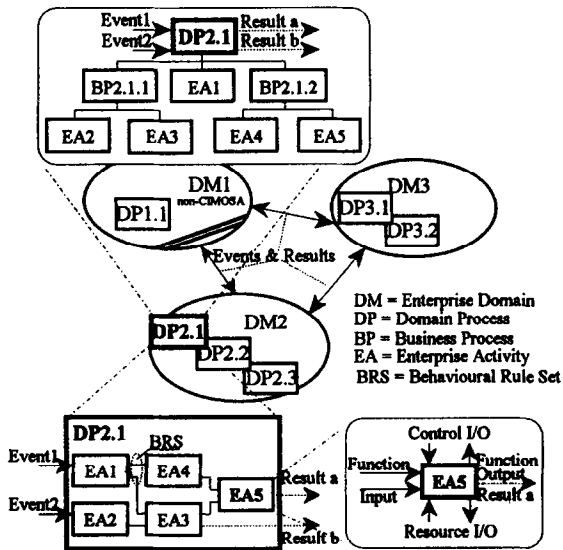 Event1
Result a
Event2
DP2.1
Result b
BP2.1.1
EA1
BP2.1.2
EA2
EA3
EA4
EA5
DM1
non-CIMOSA
DP1.1
DM3
DP3.1
DP3.2
Events & Results
DM = Enterprise Domain
DP = Domain Process
BP = Business Process
EA = Enterprise Activity
BRS = Behavioural Rule Set
DP2.1
DM2
DP2.2
DP2.3
DP2.1
BRS
Event1
EA1
EA4
Result a
EA5
Event2
EA2
EA3
Result b
Control I/O
Function
Function
Output
Input
EA5
Result a
Resource I/O